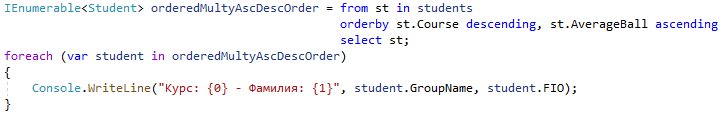 IEnumerable<Student> orderedMultyAscDescOrder = from st in students
orderby st.Course descending, st.AverageBall ascending
select st;
foreach (var student in orderedMultyAscDescOrder)
{
Console.WriteLine("Курс: {0} - Фамилия: {1}", student.GroupName, student.FIO);
}